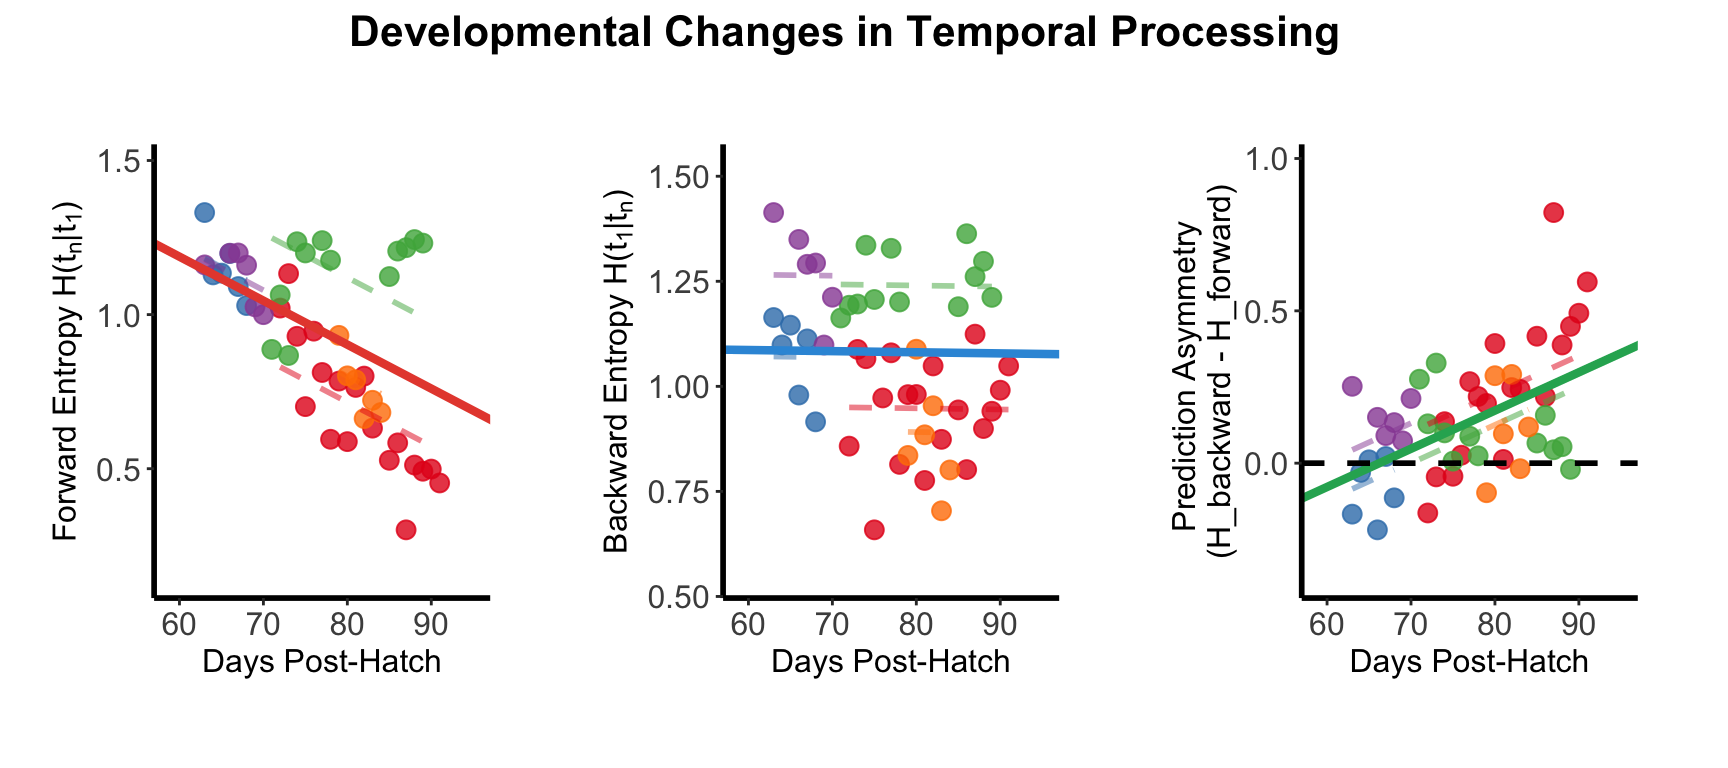 Developmental Changes in Temporal Processing
Forward Entropy H(tₙ|t₁)
1.5
1.0
0.5
60 70 80 90
Days Post-Hatch
Backward Entropy H(t₁|tₙ)
1.50
1.25
1.00
0.75
0.50
60 70 80 90
Days Post-Hatch
Prediction Asymmetry
(H_backward - H_forward)
1.0
0.5
0.0
60 70 80 90
Days Post-Hatch